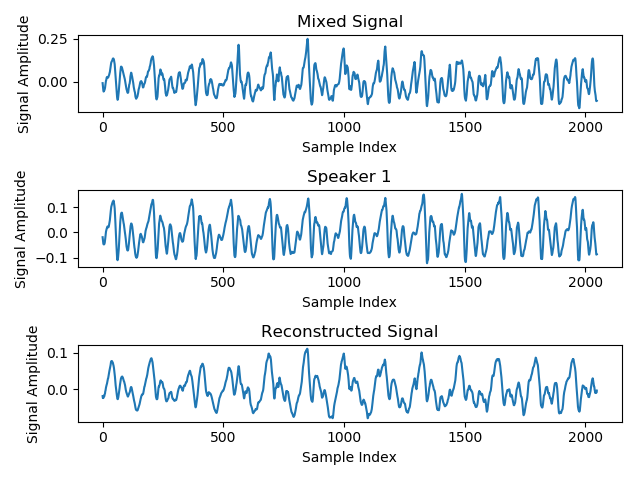 Mixed Signal
Signal Amplitude
0.25
0.00
0 500 1000 1500 2000
Sample Index
Speaker 1
Signal Amplitude
0.1
0.0
−0.1
0 500 1000 1500 2000
Sample Index
Reconstructed Signal
Signal Amplitude
0.1
0.0
0 500 1000 1500 2000
Sample Index